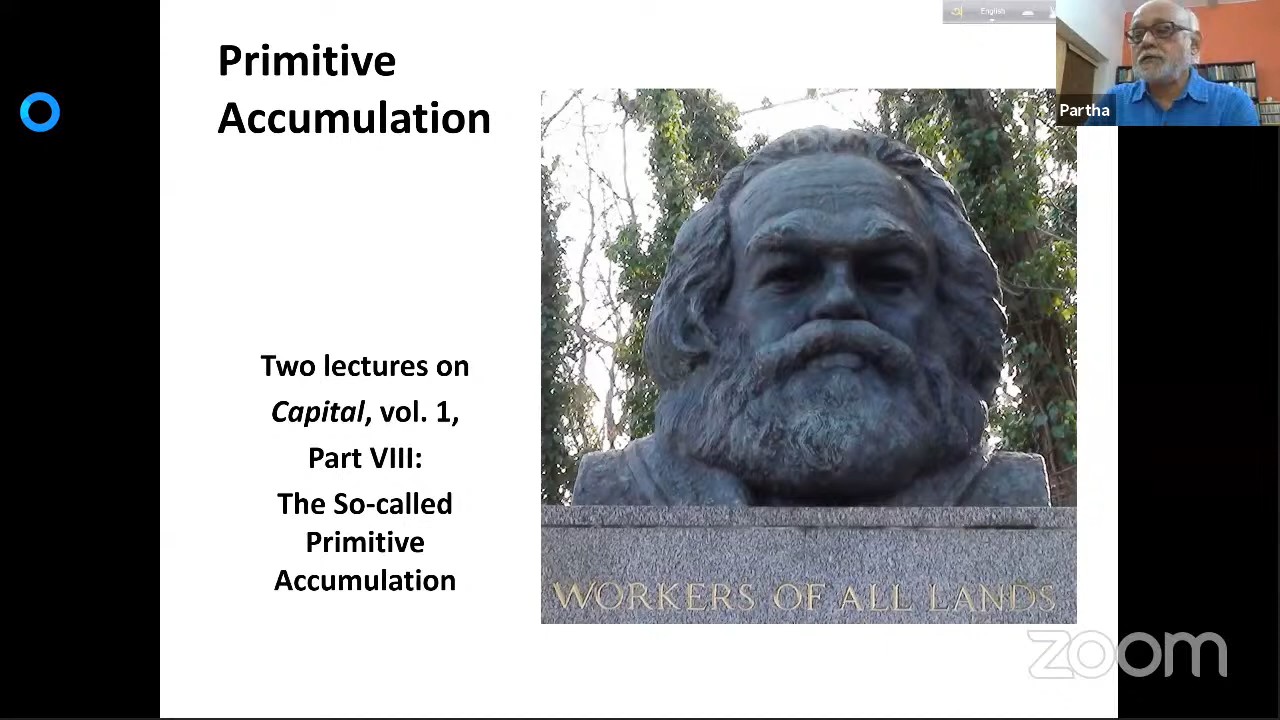 Primitive
Accumulation
English
Partha
Two lectures on
Capital, vol. 1,
Part VIII:
The So-called
Primitive
Accumulation
WORKERS OF ALL LANDS
zoom